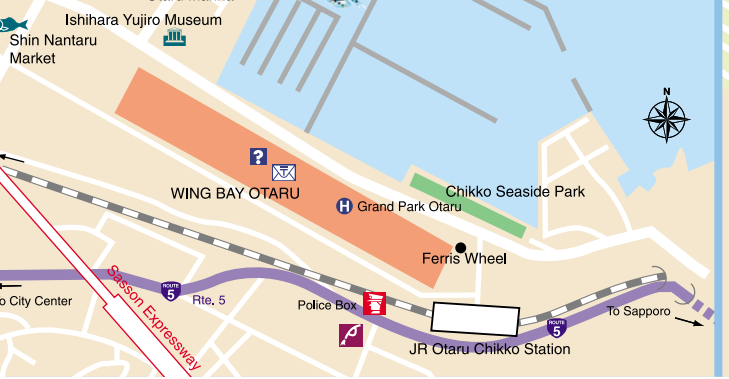 Ishihara Yujiro Museum
Shin Nantaru
Market
N
?
WING BAY OTARU
H Grand Park Otaru
Chikko Seaside Park
Ferris Wheel
Sasson Expressway
o City Center
ROUTE
5
Rte. 5
Police Box
ROUTE
5
To Sapporo
JR Otaru Chikko Station